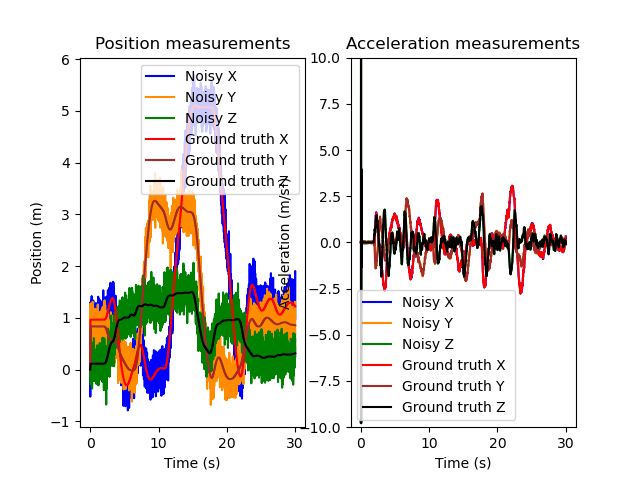 Position measurements
Acceleration measurements
6
5
4
3
2
1
0
−1
Position (m)
Noisy X
Noisy Y
Noisy Z
Ground truth X
Ground truth Y
Ground truth Z
0
10
20
30
Time (s)
10.0
7.5
5.0
2.5
0.0
−2.5
−5.0
−7.5
−10.0
Acceleration (m/s²)
Noisy X
Noisy Y
Noisy Z
Ground truth X
Ground truth Y
Ground truth Z
0
10
20
30
Time (s)